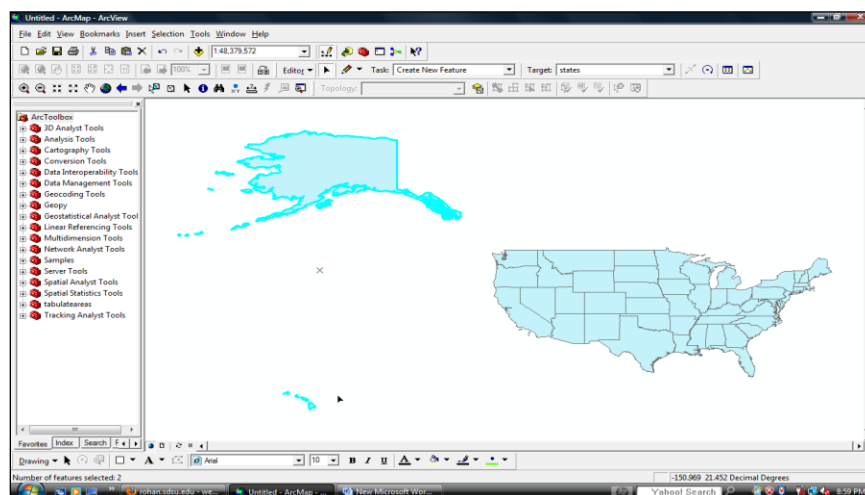 Untitled - ArcMap - ArcView
File Edit View Bookmarks Insert Selection Tools Window Help
1:48,379,572
100% Editor Task: Create New Feature Target: states
Topology:
ArcToolbox
3D Analyst Tools
Analysis Tools
Cartography Tools
Conversion Tools
Data Interoperability Tools
Data Management Tools
Geocoding Tools
Geopy
Geostatistical Analyst Tool
Linear Referencing Tools
Multidimension Tools
Network Analyst Tools
Samples
Server Tools
Spatial Analyst Tools
Spatial Statistics Tools
tabulateareas
Tracking Analyst Tools
Favorites Index Search F
Drawing A Arial 10 B I U A
Number of features selected: 2 -150.969 21.452 Decimal Degrees
rohan.sdsu.edu - we... Untitled - ArcMap - ... New Microsoft Wor... Yahoo! Search 8:59 PM